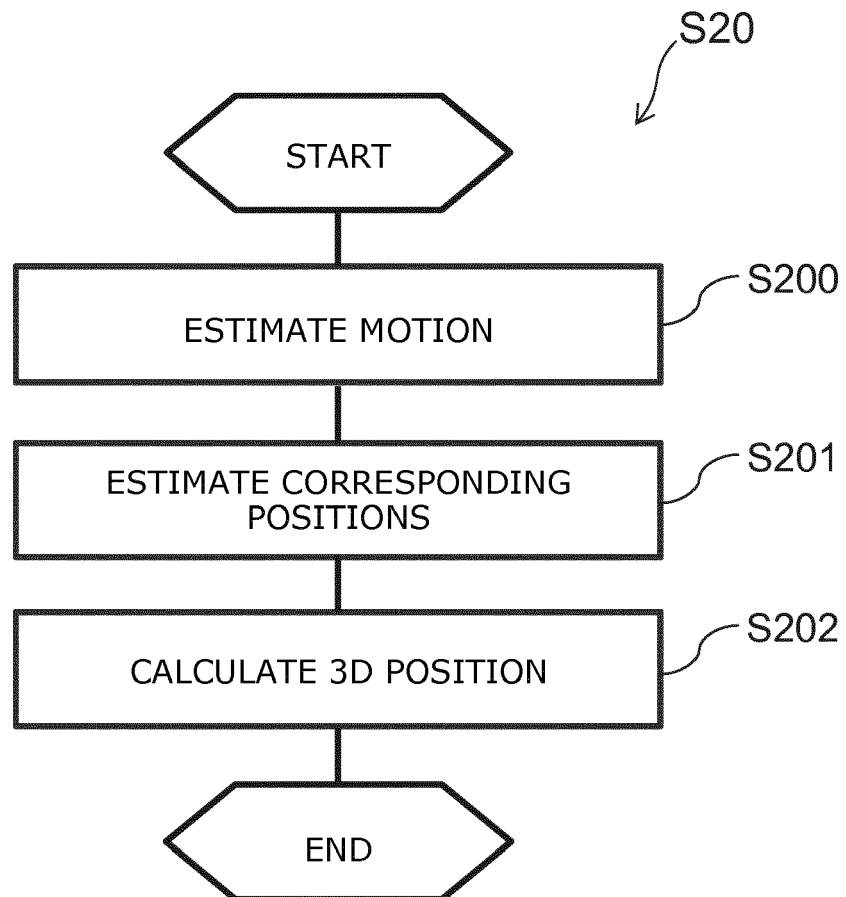 S20
START
S200
ESTIMATE MOTION
S201
ESTIMATE CORRESPONDING
POSITIONS
S202
CALCULATE 3D POSITION
END